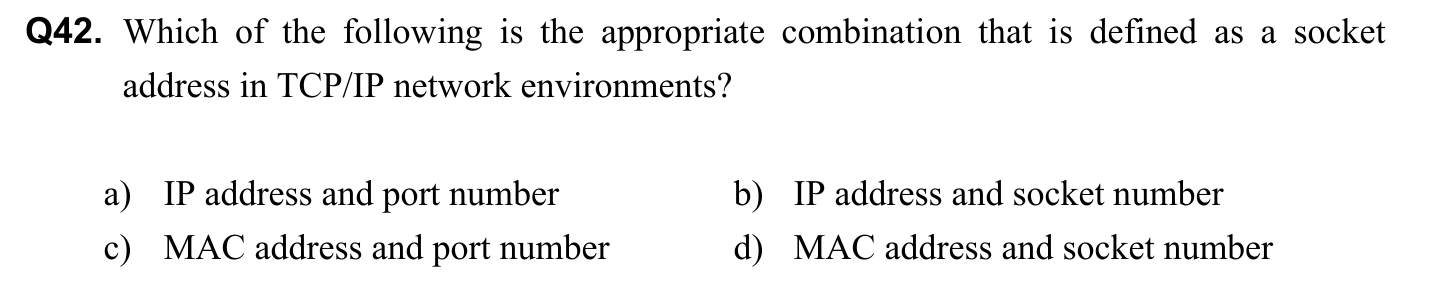 Q42. Which of the following is the appropriate combination that is defined as a socket
address in TCP/IP network environments?
a) IP address and port number b) IP address and socket number
c) MAC address and port number d) MAC address and socket number